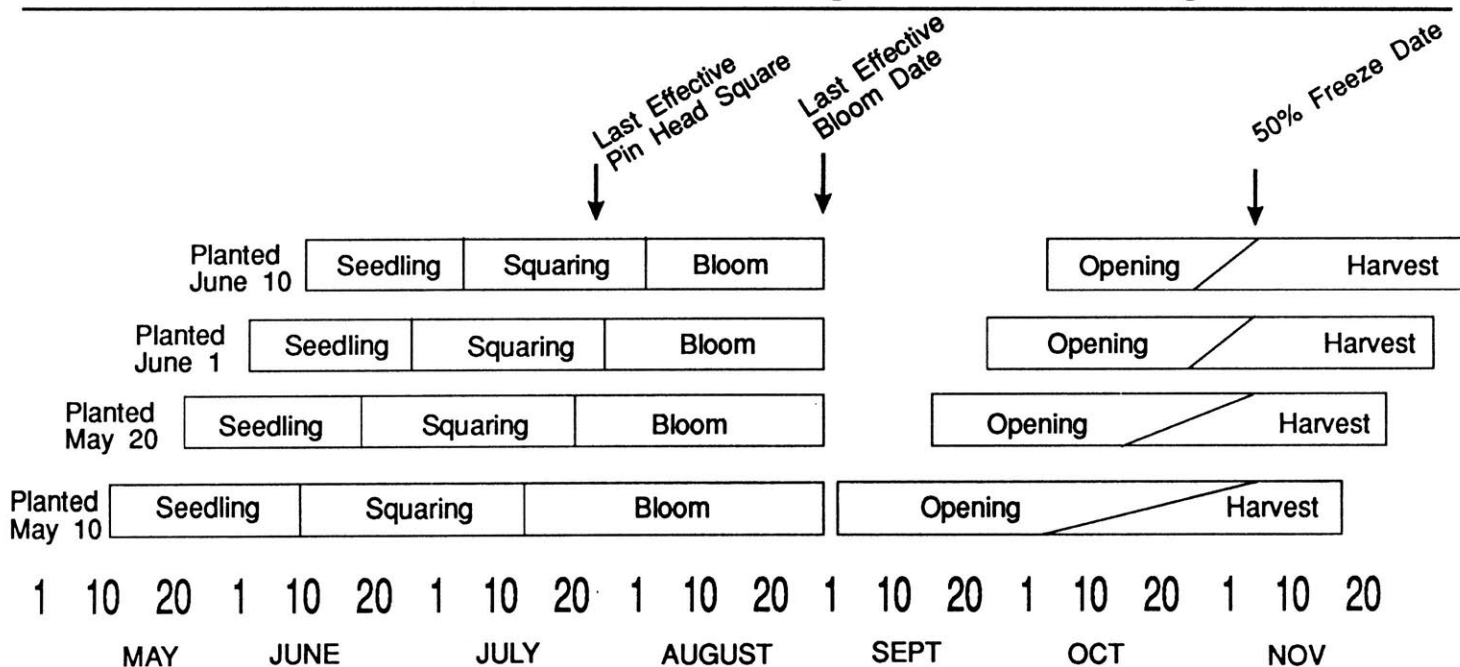 Last Effective
Pin Head Square
Last Effective
Bloom Date
50% Freeze Date
Planted
June 10
Seedling Squaring Bloom Opening Harvest
Planted
June 1
Seedling Squaring Bloom Opening Harvest
Planted
May 20
Seedling Squaring Bloom Opening Harvest
Planted
May 10
Seedling Squaring Bloom Opening Harvest
1 10 20 1 10 20 1 10 20 1 10 20 1 10 20 1 10 20 1 10 20
MAY JUNE JULY AUGUST SEPT OCT NOV